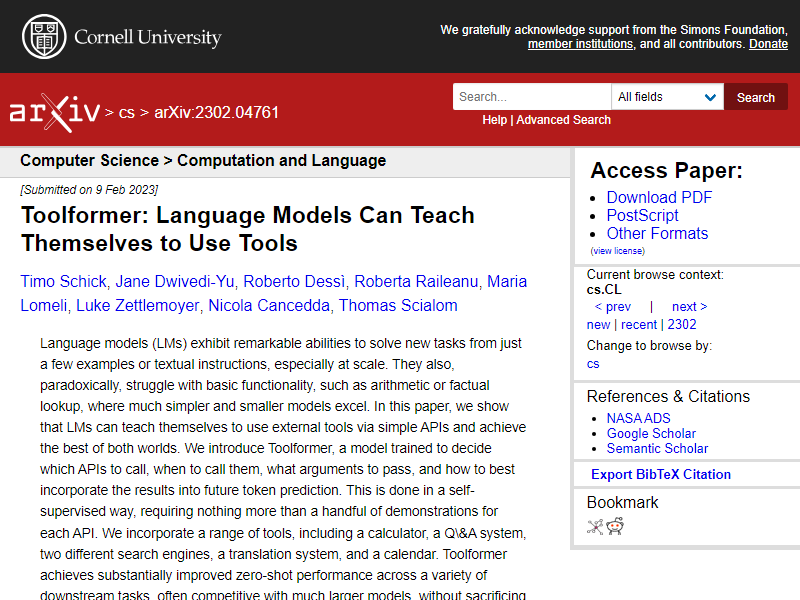 Cornell University
We gratefully acknowledge support from the Simons Foundation,
member institutions, and all contributors. Donate
arXiv > cs > arXiv:2302.04761
Search...
All fields
Search
Help | Advanced Search
Computer Science > Computation and Language
[Submitted on 9 Feb 2023]
Toolformer: Language Models Can Teach
Themselves to Use Tools
Timo Schick, Jane Dwivedi-Yu, Roberto Dessì, Roberta Raileanu, Maria
Lomeli, Luke Zettlemoyer, Nicola Cancedda, Thomas Scialom
Language models (LMs) exhibit remarkable abilities to solve new tasks from just
a few examples or textual instructions, especially at scale. They also,
paradoxically, struggle with basic functionality, such as arithmetic or factual
lookup, where much simpler and smaller models excel. In this paper, we show
that LMs can teach themselves to use external tools via simple APIs and achieve
the best of both worlds. We introduce Toolformer, a model trained to decide
which APIs to call, when to call them, what arguments to pass, and how to best
incorporate the results into future token prediction. This is done in a self-
supervised way, requiring nothing more than a handful of demonstrations for
each API. We incorporate a range of tools, including a calculator, a Q\&A system,
two different search engines, a translation system, and a calendar. Toolformer
achieves substantially improved zero-shot performance across a variety of
downstream tasks, often competitive with much larger models, without sacrificing
Access Paper:
Download PDF
PostScript
Other Formats
(view license)
Current browse context:
cs.CL
< prev | next >
new | recent | 2302
Change to browse by:
cs
References & Citations
NASA ADS
Google Scholar
Semantic Scholar
Export BibTeX Citation
Bookmark